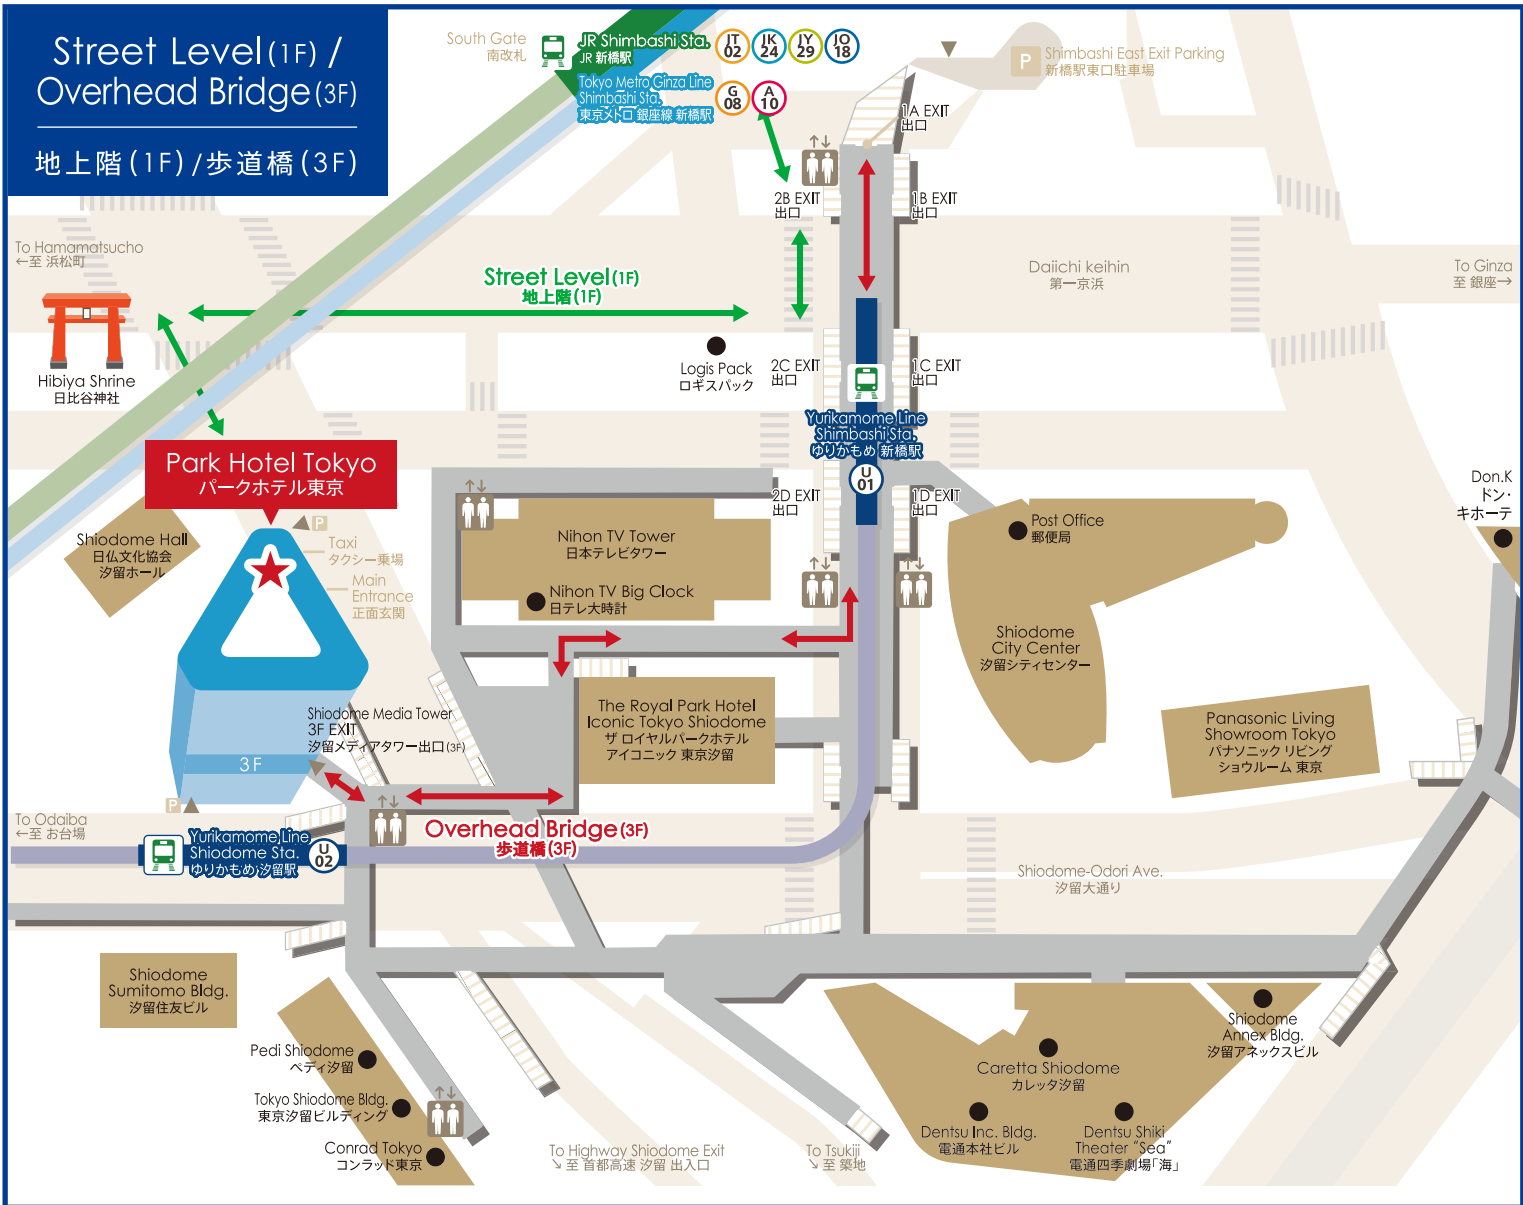 Street Level (1F) /
Overhead Bridge (3F)
地上階 (1F) /歩道橋 (3F)
South Gate
南改札
JR Shimbashi Sta.
JR 新橋駅
JT
02
JK
24
JY
29
JO
18
Tokyo Metro Ginza Line
Shimbashi Sta.
東京メトロ 銀座線 新橋駅
G
08
A
10
P
Shimbashi East Exit Parking
新橋駅東口駐車場
1A EXIT
出口
2B EXIT
出口
1B EXIT
出口
To Hamamatsucho
←至 浜松町
Street Level (1F)
地上階 (1F)
Daiichi keihin
第一京浜
To Ginza
至 銀座→
Hibiya Shrine
日比谷神社
Logis Pack
ロギスパック
2C EXIT
出口
1C EXIT
出口
Yurikamome Line
Shimbashi Sta.
ゆりかもめ 新橋駅
U
01
Park Hotel Tokyo
パークホテル東京
2D EXIT
出口
1D EXIT
出口
Don.K
ドン・
キホーテ
Shiodome Hall
日仏文化協会
汐留ホール
P
Taxi
タクシー乗場
Main
Entrance
正面玄関
Nihon TV Tower
日本テレビタワー
Nihon TV Big Clock
日テレ大時計
Post Office
郵便局
Shiodome
City Center
汐留シティセンター
Shiodome Media Tower
3F EXIT
汐留メディアタワー出口(3F)
The Royal Park Hotel
Iconic Tokyo Shiodome
ザ ロイヤルパークホテル
アイコニック 東京汐留
Panasonic Living
Showroom Tokyo
パナソニック リビング
ショウルーム 東京
3F
P
To Odaiba
←至 お台場
Yurikamome Line
Shiodome Sta.
ゆりかもめ 汐留駅
U
02
Overhead Bridge (3F)
歩道橋 (3F)
Shiodome-Odori Ave.
汐留大通り
Shiodome
Sumitomo Bldg.
汐留住友ビル
Pedi Shiodome
ペディ汐留
Tokyo Shiodome Bldg.
東京汐留ビルディング
Conrad Tokyo
コンラッド東京
To Highway Shiodome Exit
↘ 至 首都高速 汐留 出入口
To Tsukiji
↘ 至 築地
Caretta Shiodome
カレッタ汐留
Dentsu Inc. Bldg.
電通本社ビル
Dentsu Shiki
Theater "Sea"
電通四季劇場「海」
Shiodome
Annex Bldg.
汐留アネックスビル